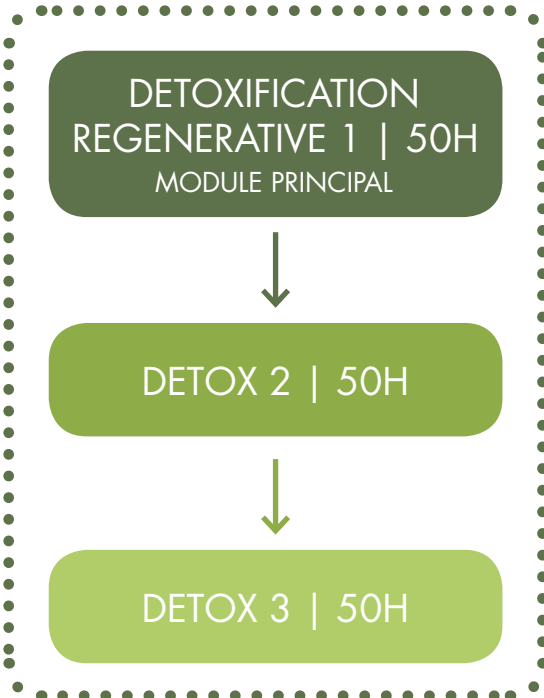 DETOXIFICATION
REGENERATIVE 1 | 50H
MODULE PRINCIPAL
DETOX 2 | 50H
DETOX 3 | 50H